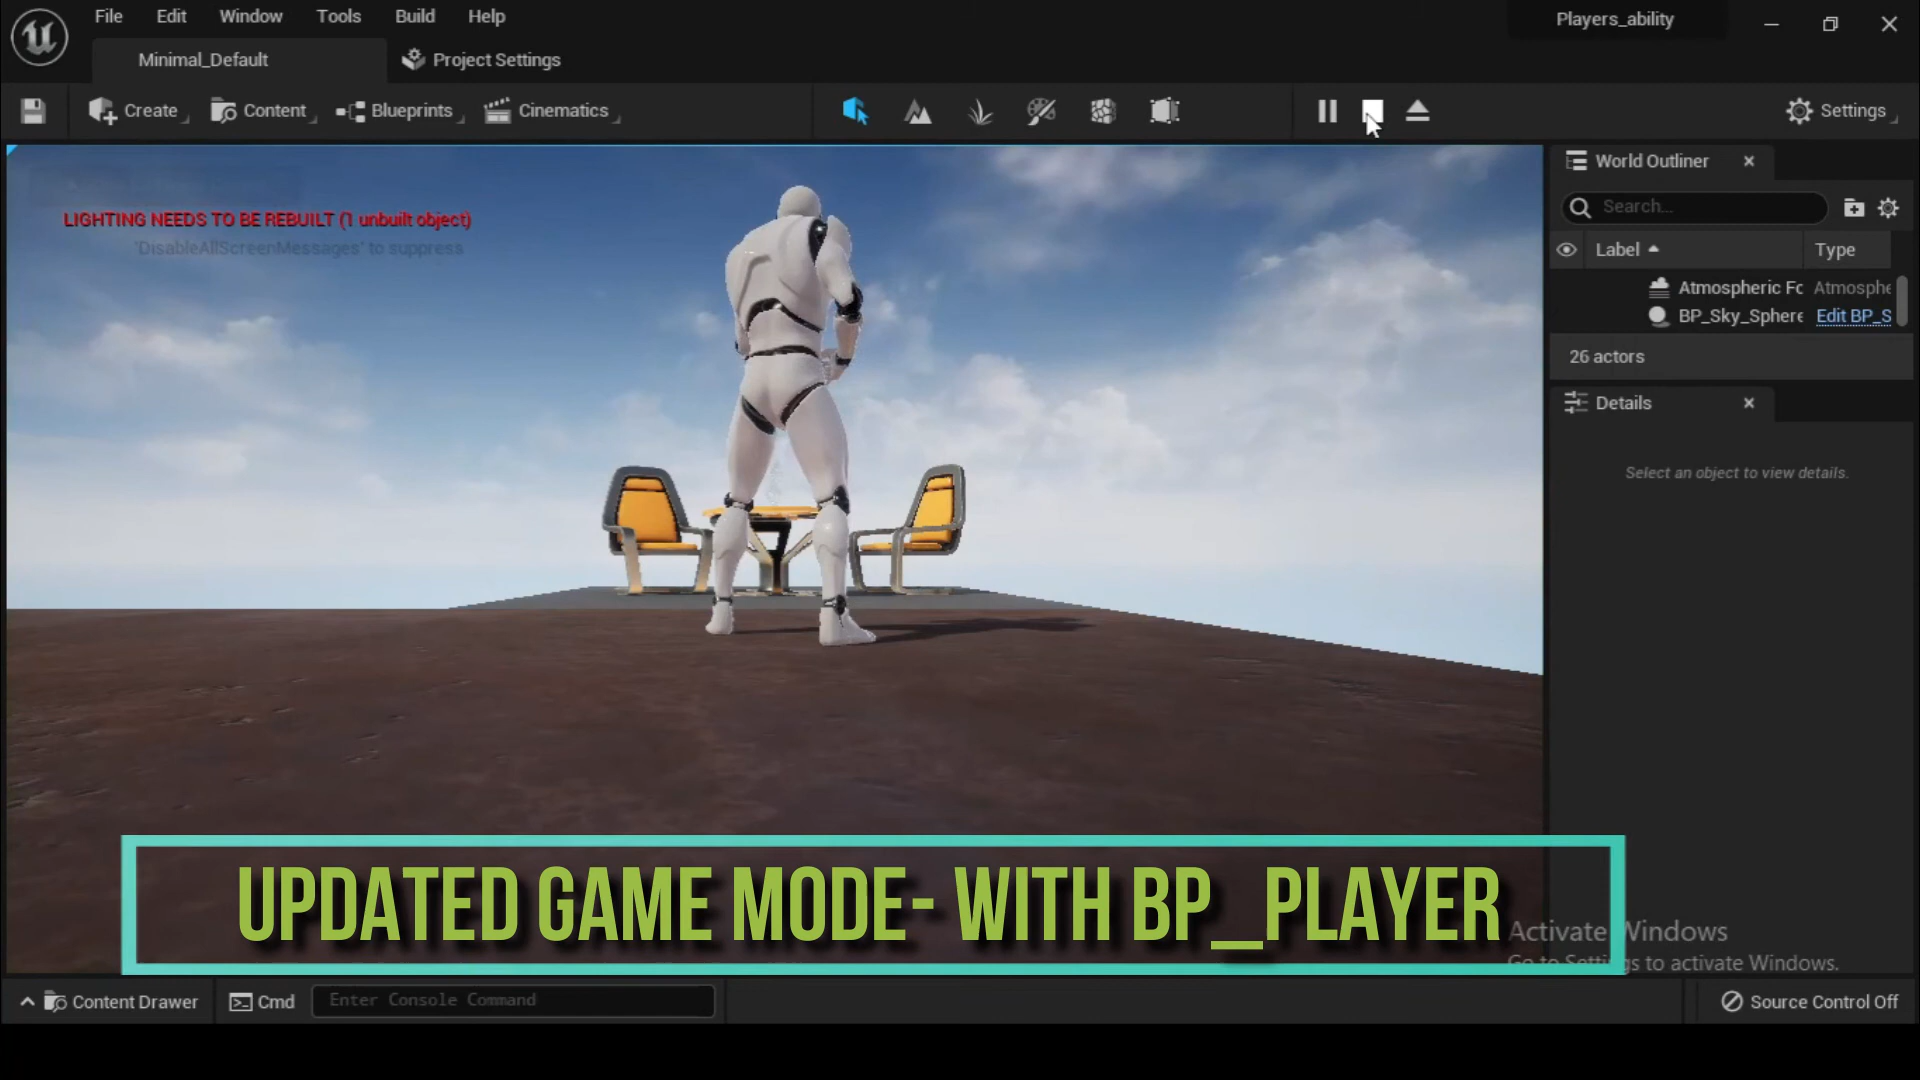 File Edit Window Tools Build Help
Players_ability
Minimal_Default
Project Settings
Create Content Blueprints Cinematics
Settings
World Outliner
Search...
LIGHTING NEEDS TO BE REBUILT (1 unbuilt object)
'DisableAllScreenMessages' to suppress
Label Type
Atmospheric Fc Atmosphe
BP_Sky_Sphere Edit BP_S
26 actors
Details
Select an object to view details.
UPDATED GAME MODE- WITH BP_PLAYER
Activate Windows
Go to Settings to activate Windows.
Content Drawer Cmd Enter Console Command
Source Control Off